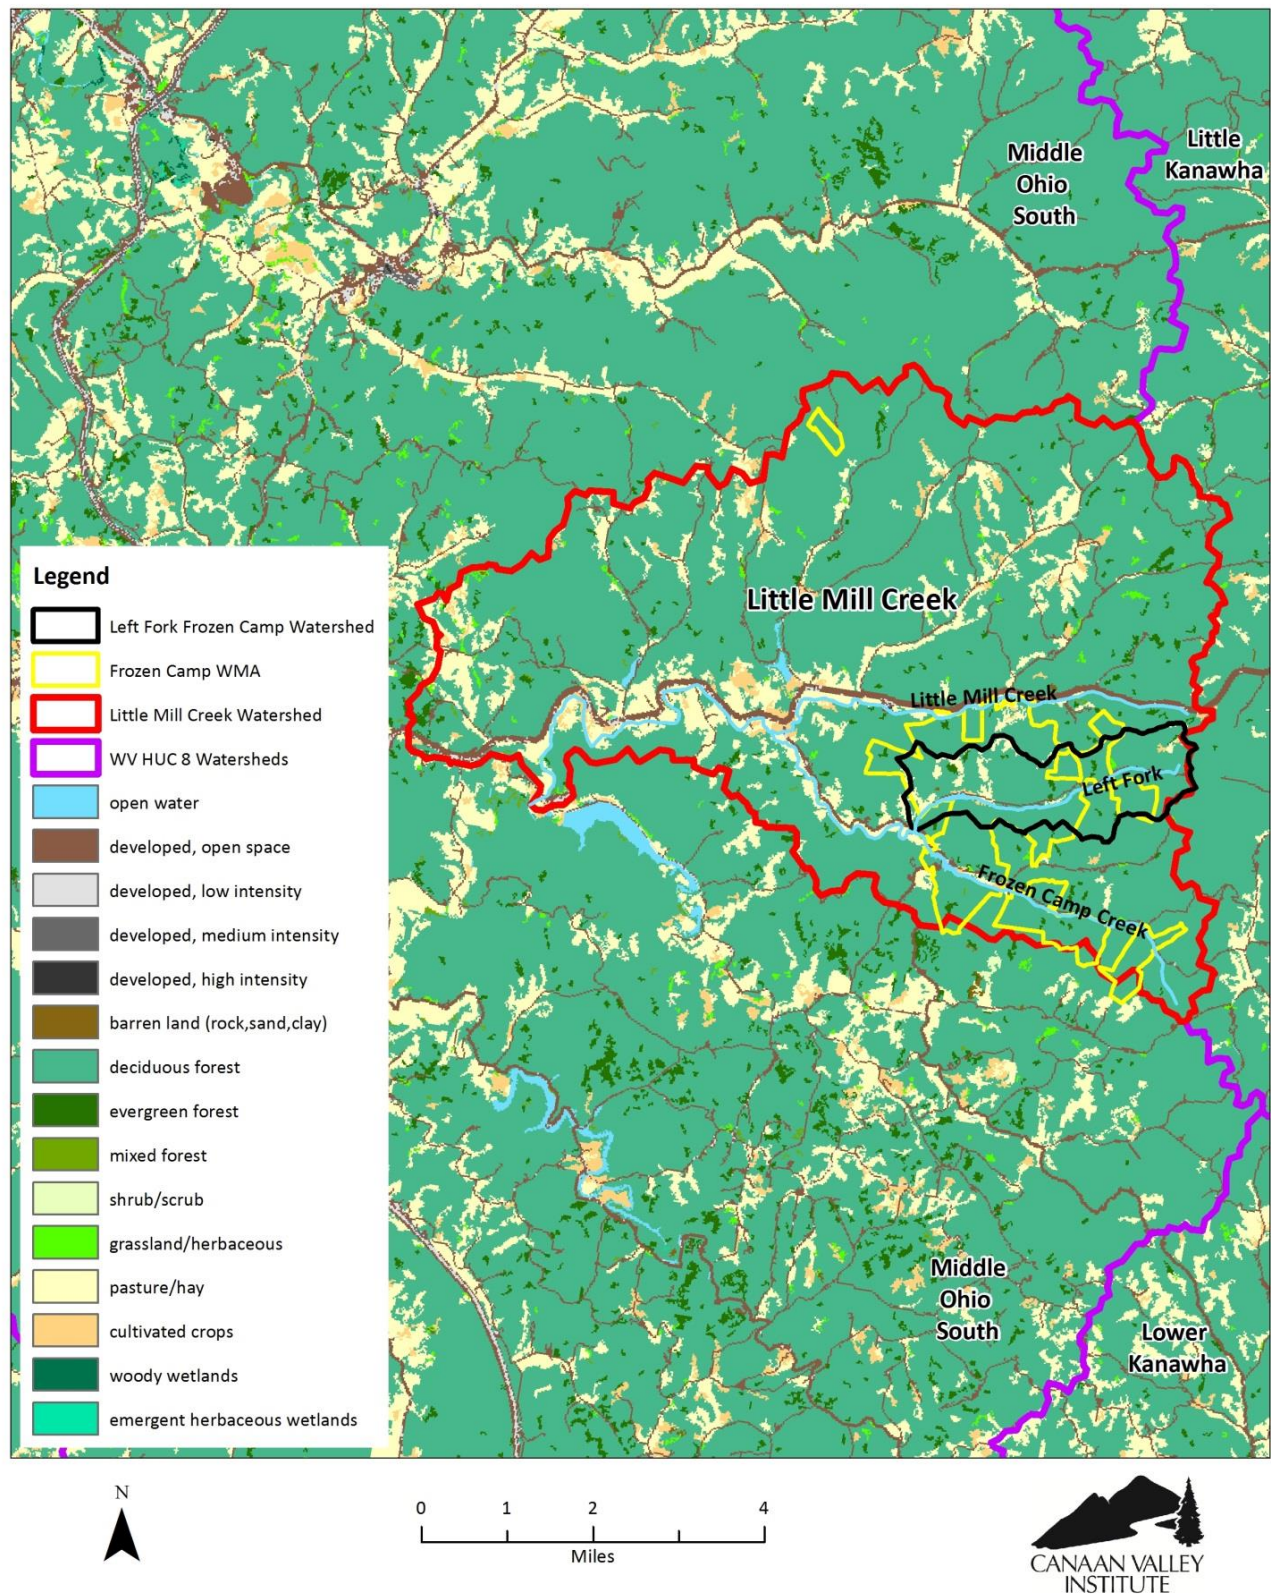 Little
Kanawha
Middle
Ohio
South
Little Mill Creek
Little Mill Creek
Left Fork
Frozen Camp Creek
Middle
Ohio
South
Lower
Kanawha
Legend
Left Fork Frozen Camp Watershed
Frozen Camp WMA
Little Mill Creek Watershed
WV HUC 8 Watersheds
open water
developed, open space
developed, low intensity
developed, medium intensity
developed, high intensity
barren land (rock,sand,clay)
deciduous forest
evergreen forest
mixed forest
shrub/scrub
grassland/herbaceous
pasture/hay
cultivated crops
woody wetlands
emergent herbaceous wetlands
N
0 1 2 4
Miles
CANAAN VALLEY
INSTITUTE